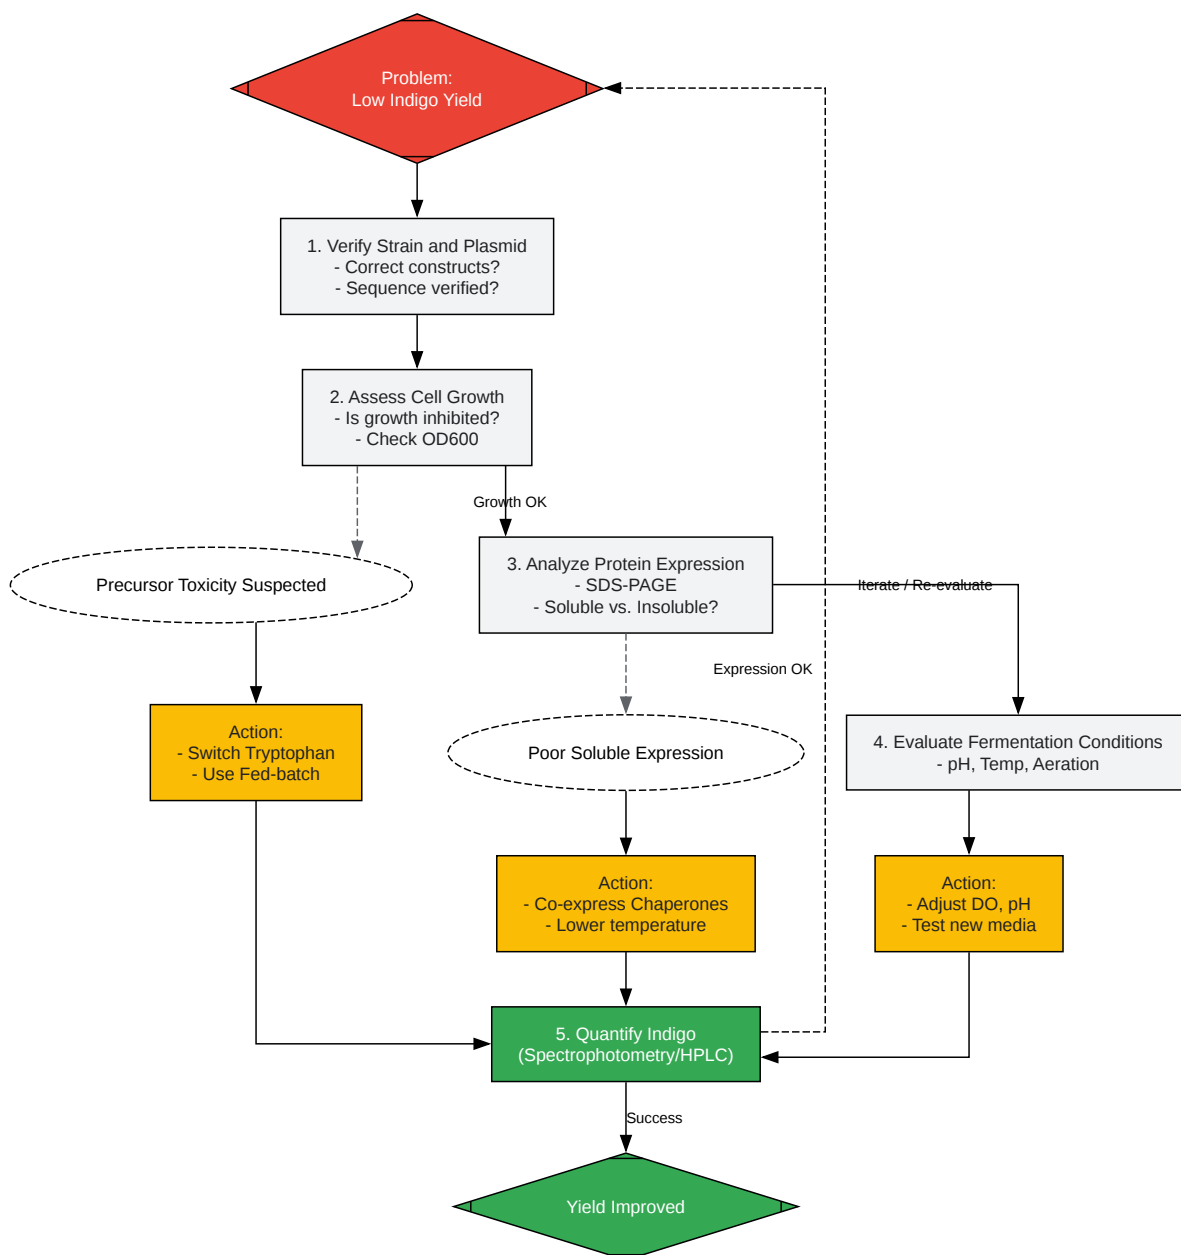 Problem:
Low Indigo Yield
1. Verify Strain and Plasmid
- Correct constructs?
- Sequence verified?
2. Assess Cell Growth
- Is growth inhibited?
- Check OD600
Growth OK
Precursor Toxicity Suspected
3. Analyze Protein Expression
- SDS-PAGE
- Soluble vs. Insoluble?
Iterate / Re-evaluate
Expression OK
Action:
- Switch Tryptophan
- Use Fed-batch
Poor Soluble Expression
4. Evaluate Fermentation Conditions
- pH, Temp, Aeration
Action:
- Co-express Chaperones
- Lower temperature
Action:
- Adjust DO, pH
- Test new media
5. Quantify Indigo
(Spectrophotometry/HPLC)
Success
Yield Improved